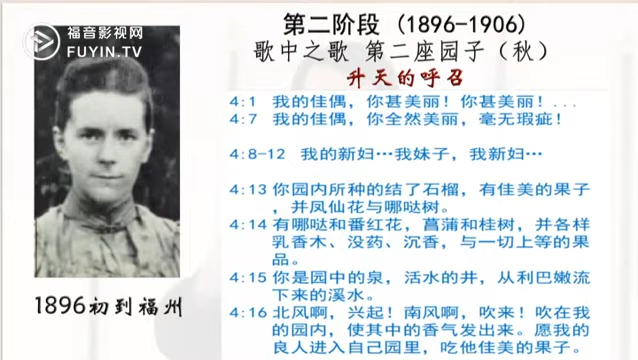 福音影视网
FUYIN.TV
第二阶段 (1896-1906)
歌中之歌 第二座园子（秋）
升天的呼召
4:1 我的佳偶，你甚美丽！你甚美丽！...
4:7 我的佳偶，你全然美丽，毫无瑕疵！
4:8-12 我的新妇…我妹子，我新妇…
4:13 你园内所种的结了石榴，有佳美的果子
，并凤仙花与哪哒树。
4:14 有哪哒和番红花，菖蒲和桂树，并各样
乳香木、没药、沉香，与一切上等的果
品。
4:15 你是园中的泉，活水的井，从利巴嫩流
下来的溪水。
4:16 北风啊，兴起！南风啊，吹来！吹在我
的园内，使其中的香气发出来。愿我的
良人进入自己园里，吃他佳美的果子。
1896初到福州